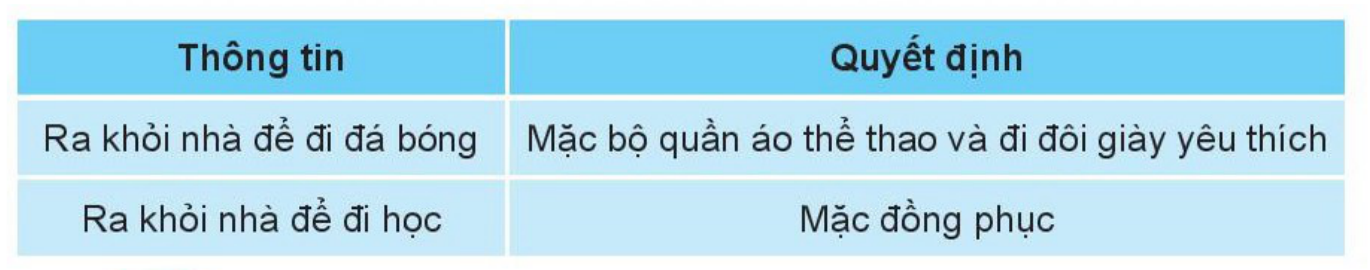 Thông tin
Quyết định
Ra khỏi nhà để đi đá bóng
Mặc bộ quần áo thể thao và đi đôi giày yêu thích
Ra khỏi nhà để đi học
Mặc đồng phục